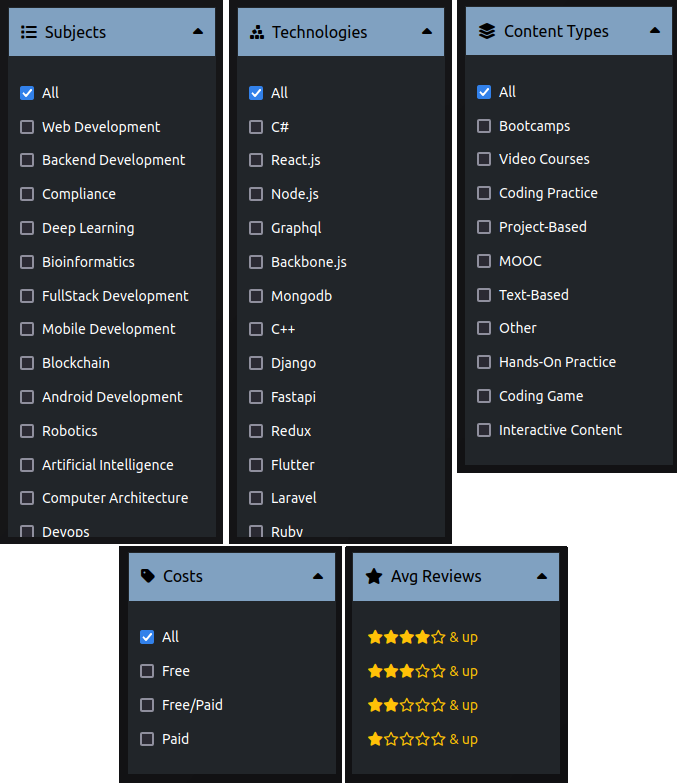 Subjects
All
Web Development
Backend Development
Compliance
Deep Learning
Bioinformatics
FullStack Development
Mobile Development
Blockchain
Android Development
Robotics
Artificial Intelligence
Computer Architecture
Devops
Technologies
All
C#
React.js
Node.js
Graphql
Backbone.js
Mongodb
C++
Django
Fastapi
Redux
Flutter
Laravel
Ruby
Content Types
All
Bootcamps
Video Courses
Coding Practice
Project-Based
MOOC
Text-Based
Other
Hands-On Practice
Coding Game
Interactive Content
Costs
All
Free
Free/Paid
Paid
Avg Reviews
& up
& up
& up
& up